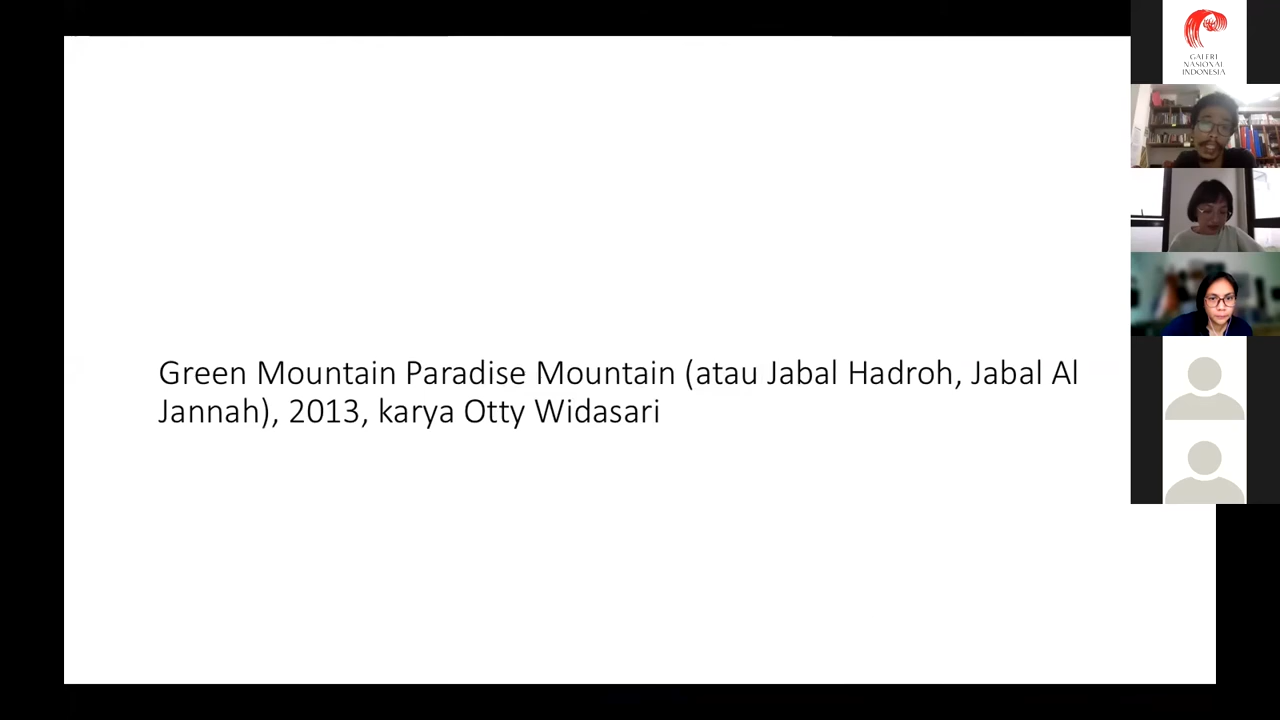 Green Mountain Paradise Mountain (atau Jabal Hadroh, Jabal Al
Jannah), 2013, karya Otty Widasari
GALERI
NASIONAL
INDONESIA